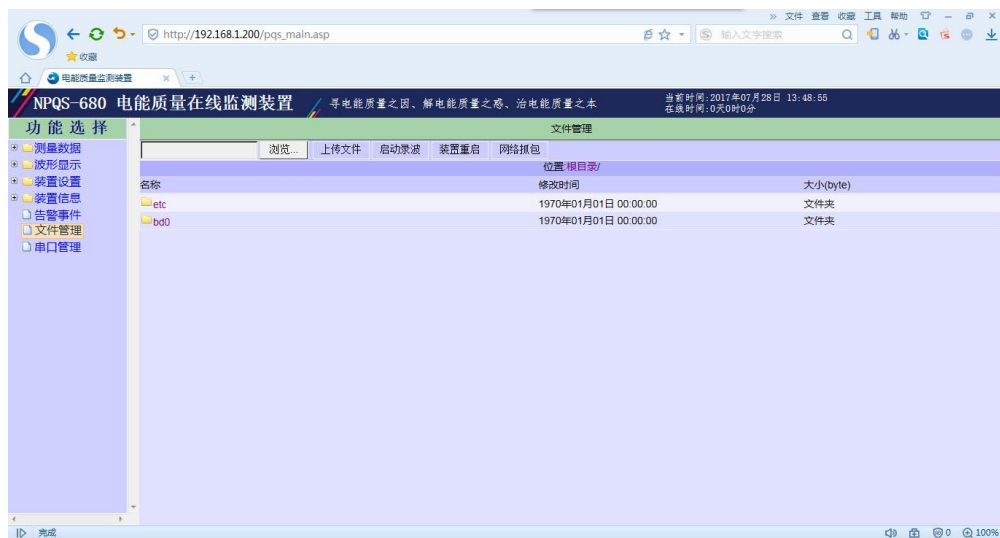 » 文件 查看 收藏 工具 帮助
http://192.168.1.200/pqs_main.asp
输入文字搜索
收藏
电能质量监测装置
NPQS-680 电能质量在线监测装置
寻电能质量之因、解电能质量之惑、治电能质量之本
当前时间:2017年07月28日 13:48:55
在线时间:0天0时0分
功能选择
文件管理
测量数据
波形显示
装置设置
装置信息
告警事件
文件管理
串口管理
浏览... 上传文件 启动录波 装置重启 网络抓包
位置:根目录/
名称 修改时间 大小(byte)
etc 1970年01月01日 00:00:00 文件夹
bd0 1970年01月01日 00:00:00 文件夹
完成
0 100%